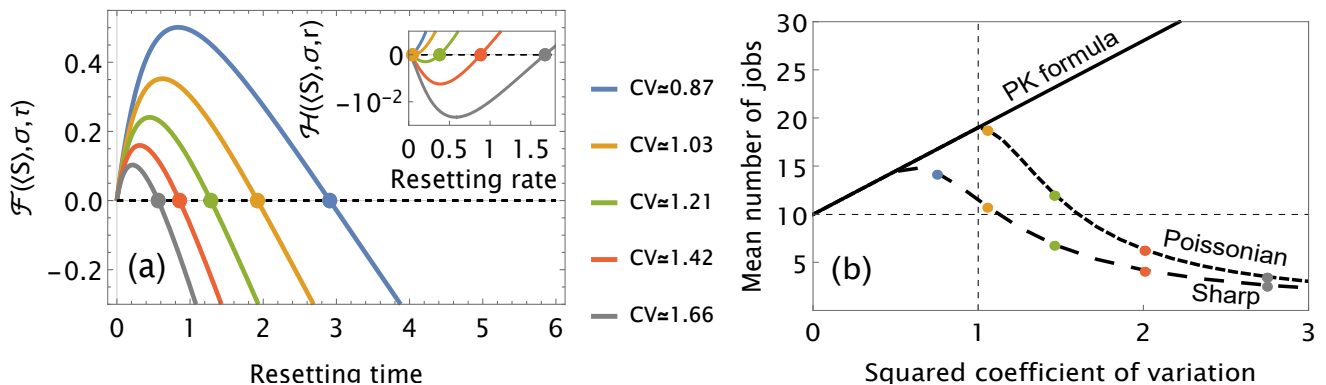 ℱ(⟨S⟩,σ,τ)
0.4
0.2
0.0
-0.2
0
1
2
3
4
5
6
Resetting time
(a)
ℋ(⟨S⟩,σ,r)
0
-10⁻²
0
0.5
1
1.5
Resetting rate
CV≃0.87
CV≃1.03
CV≃1.21
CV≃1.42
CV≃1.66
Mean number of jobs
30
25
20
15
10
5
0
1
2
3
Squared coefficient of variation
PK formula
Poissonian
Sharp
(b)